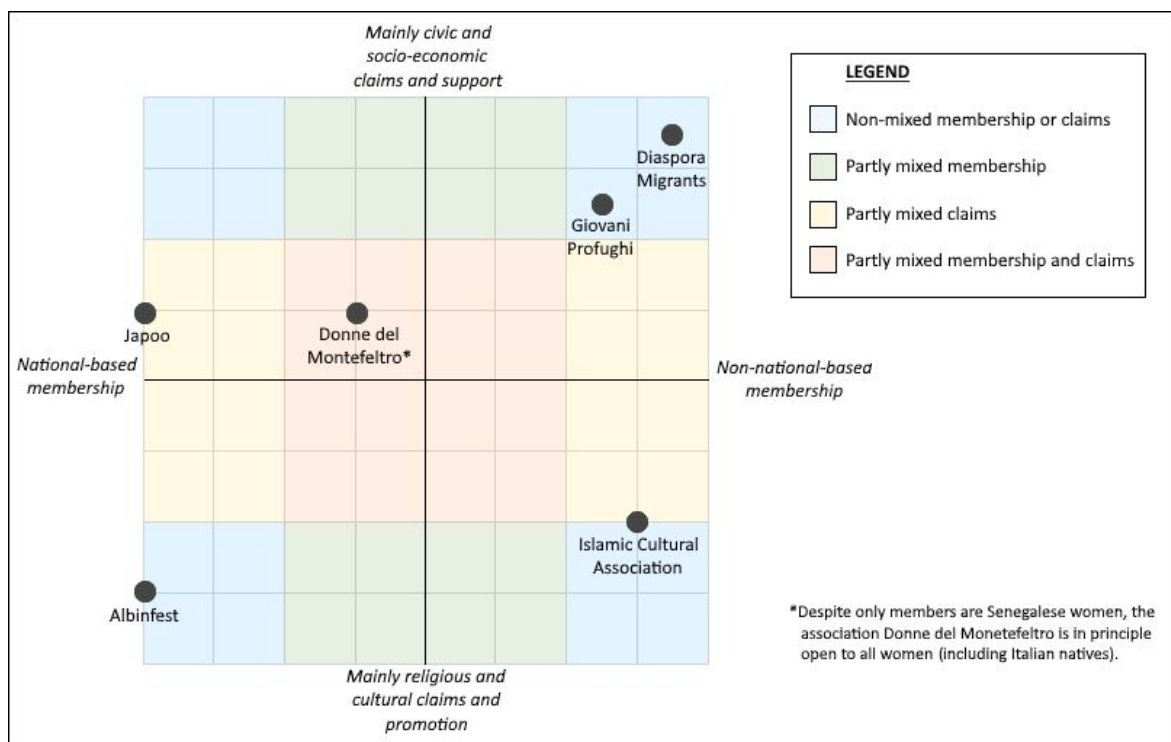 Mainly civic and
socio-economic
claims and support
LEGEND
Non-mixed membership or claims
Partly mixed membership
Partly mixed claims
Partly mixed membership and claims
Diaspora
Migrants
Giovani
Profughi
Japoo
Donne del
Montefeltro*
National-based
membership
Non-national-based
membership
Islamic Cultural
Association
Albinfest
*Despite only members are Senegalese women, the
association Donne del Monetefeltro is in principle
open to all women (including Italian natives).
Mainly religious and
cultural claims and
promotion